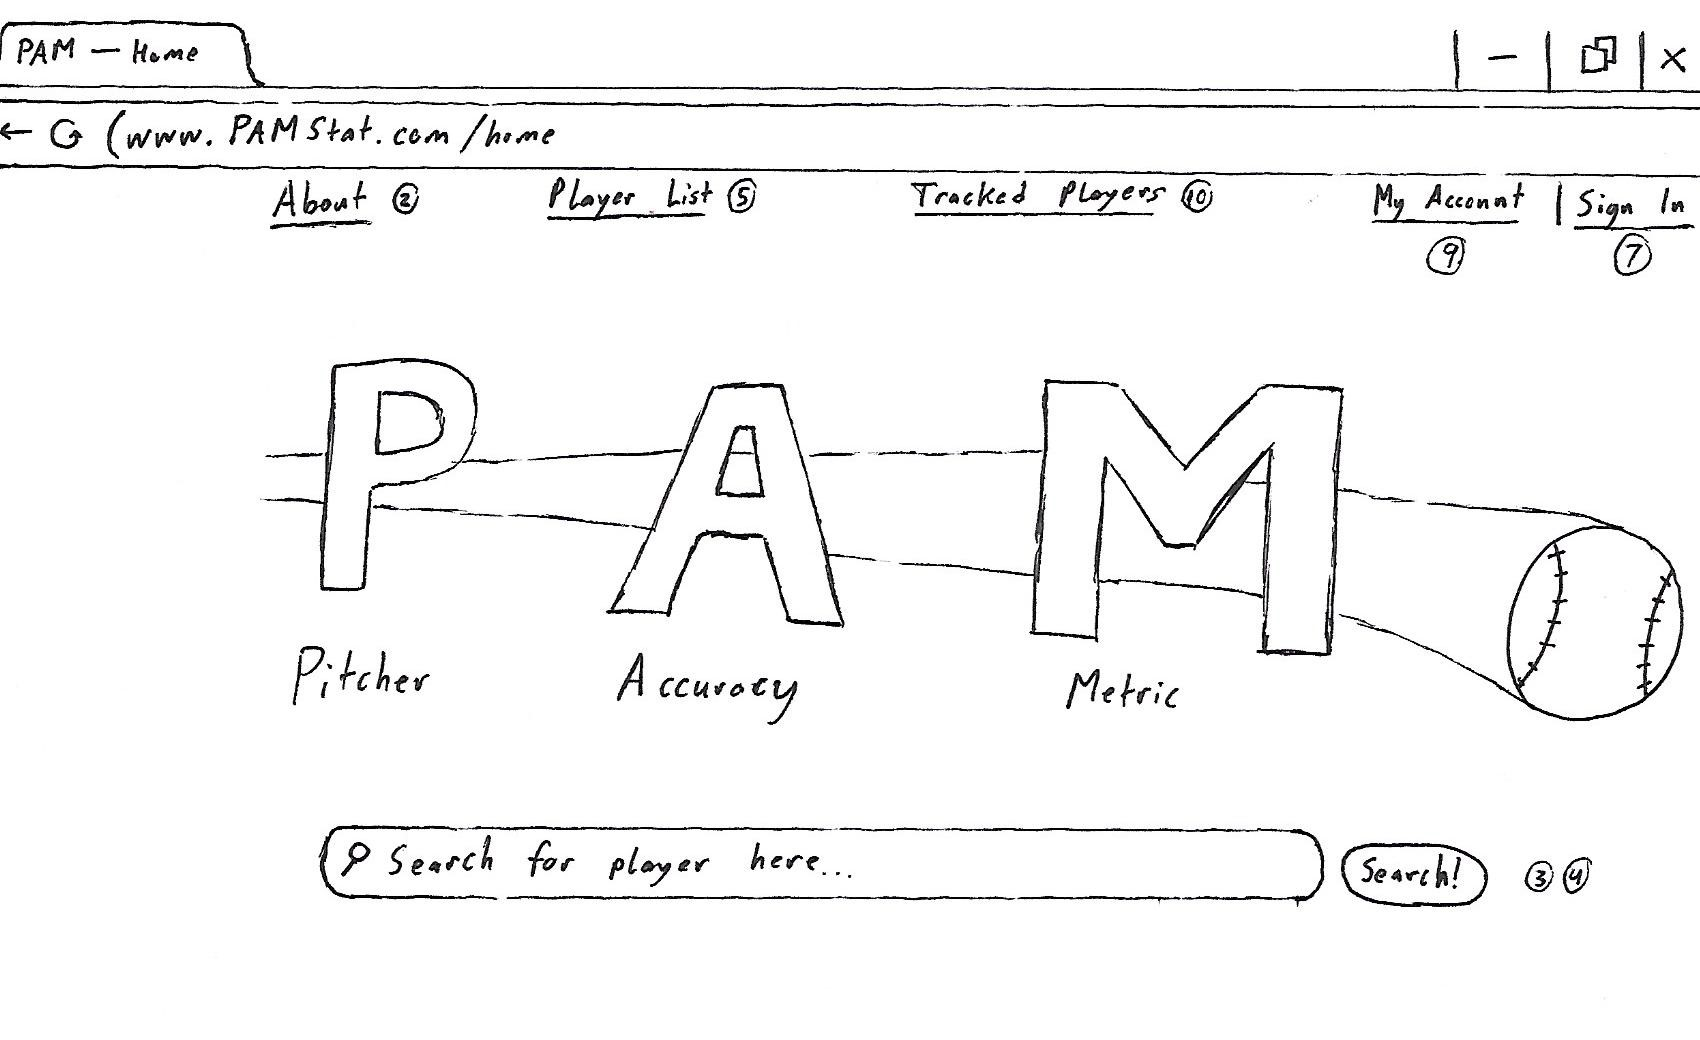 PAM — Home
www.PAMStat.com/home
About ② Player List ⑤ Tracked Players ⑩ My Account | Sign In
⑨ ⑦
PAM
Pitcher Accuracy Metric
Search for player here... Search! ③ ④